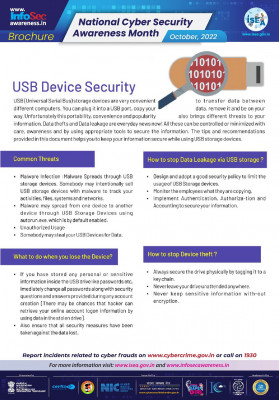 www.
InfoSec
awareness.in
Brochure
National Cyber Security
Awareness Month
October, 2022
isea
101101
101010
10101
USB Device Security
USB (Universal Serial Bus) storage devices are very convenient to transfer data between
different computers. You can plug it into a USB port, copy your data, remove it and be on your
way. Unfortunately this portability, convenience and popularity also brings different threats to your
information. Data thefts and Data leakage are everyday news now! All these can be controlled or minimized with
care, awareness and by using appropriate tools to secure the information. The tips and recommendations
provided in this document helps you to keep your information secure while using USB storage devices.
Common Threats
• Malware Infection : Malware Spreads through USB
storage devices. Somebody may intentionally sell
USB storage devices with malware to track your
activities, files, systems and networks.
• Malware may spread from one device to another
device through USB Storage Devices using
autorun.exe, which is by default enabled.
• Unauthorized Usage
• Somebody may steal your USB Devices for Data.
How to stop Data Leakage via USB storage ?
• Design and adopt a good security policy to limit the
usage of USB Storage devices.
• Monitor the employees what they are copying.
• Implement Authentication, Authorization and
Accounting to secure your information.
What to do when you lose the Device?
• If you have stored any personal or sensitive
information inside the USB drive like passwords etc,
immediately change all passwords along with security
questions and answers provided during any account
creation [There may be chances that hacker can
retrieve your online account logon information by
using data in the stolen drive].
• Also ensure that all security measures have been
taken against the data lost.
How to stop Device theft ?
• Always secure the drive physically by tagging it to a
key chain.
• Never leave your drive unattended anywhere.
• Never keep sensitive information with-out
encryption.
Report incidents related to cyber frauds on www.cybercrime.gov.in or call on 1930
For more information visit: www.isea.gov.in and www.infosecawareness.in
NIC